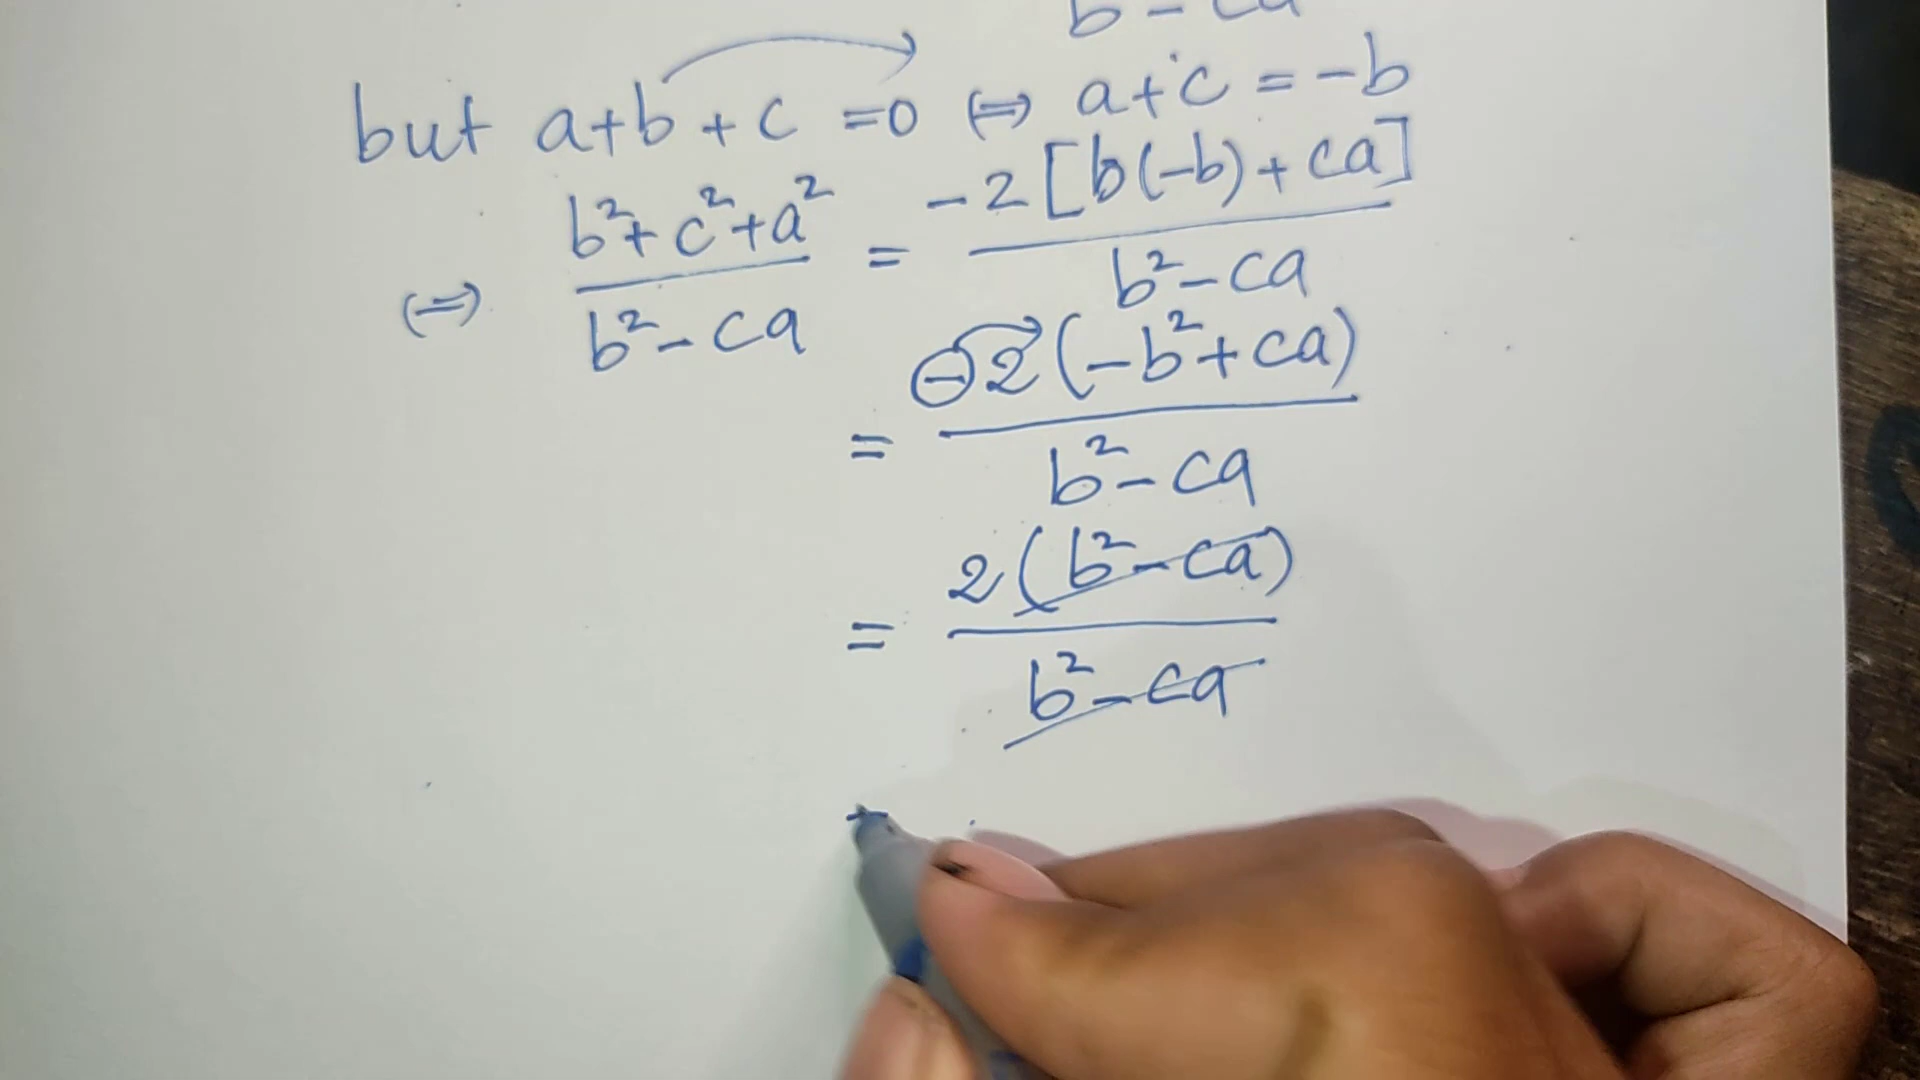 b - ca
but a+b+c =0 ⇔ a+c = -b
⇔ b²+c²+a² / b²-ca = -2[b(-b)+ca] / b²-ca
= -2(-b²+ca) / b²-ca
= 2(b²-ca) / b²-ca